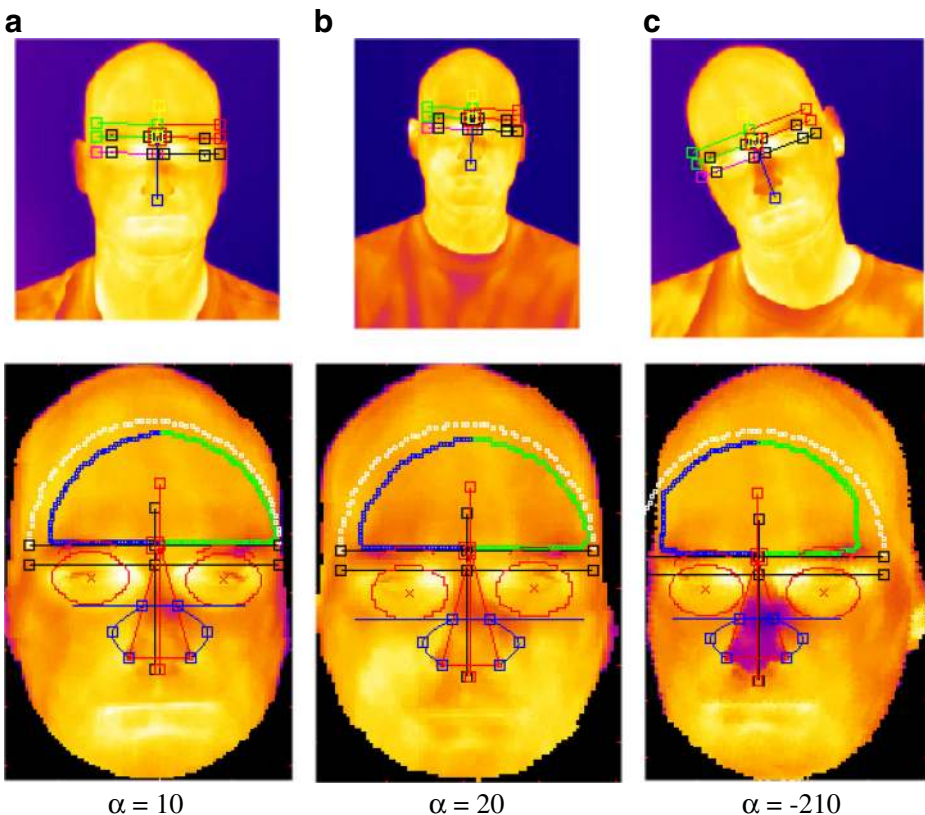 a b c
α = 10 α = 20 α = -210